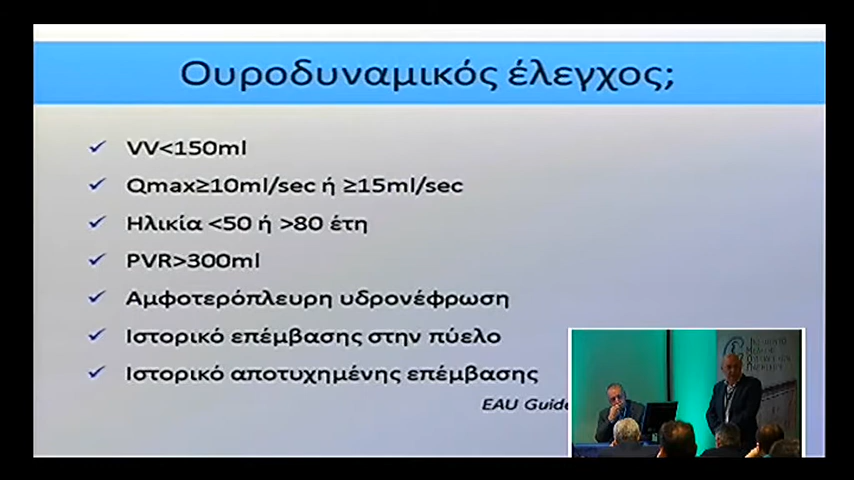 Ουροδυναμικός έλεγχος;
VV<150ml
Qmax≥10ml/sec ή ≥15ml/sec
Ηλικία <50 ή >80 έτη
PVR>300ml
Αμφοτερόπλευρη υδρονέφρωση
Ιστορικό επέμβασης στην πύελο
Ιστορικό αποτυχημένης επέμβασης
EAU